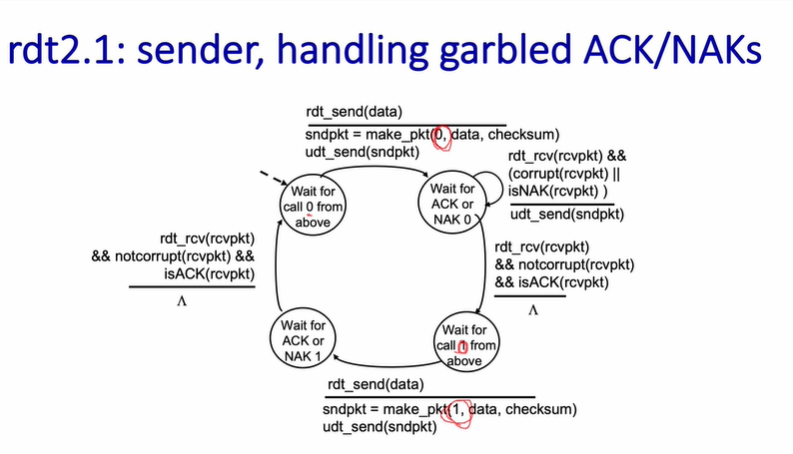 rdt2.1: sender, handling garbled ACK/NAKs
rdt_send(data)
sndpkt = make_pkt(0, data, checksum)
udt_send(sndpkt)
rdt_rcv(rcvpkt) &&
(corrupt(rcvpkt) ||
isNAK(rcvpkt) )
udt_send(sndpkt)
Wait for
call 0 from
above
Wait for
ACK or
NAK 0
rdt_rcv(rcvpkt)
&& notcorrupt(rcvpkt) &&
isACK(rcvpkt)
Λ
rdt_rcv(rcvpkt)
&& notcorrupt(rcvpkt)
&& isACK(rcvpkt)
Λ
Wait for
ACK or
NAK 1
Wait for
call 1 from
above
rdt_send(data)
sndpkt = make_pkt(1, data, checksum)
udt_send(sndpkt)